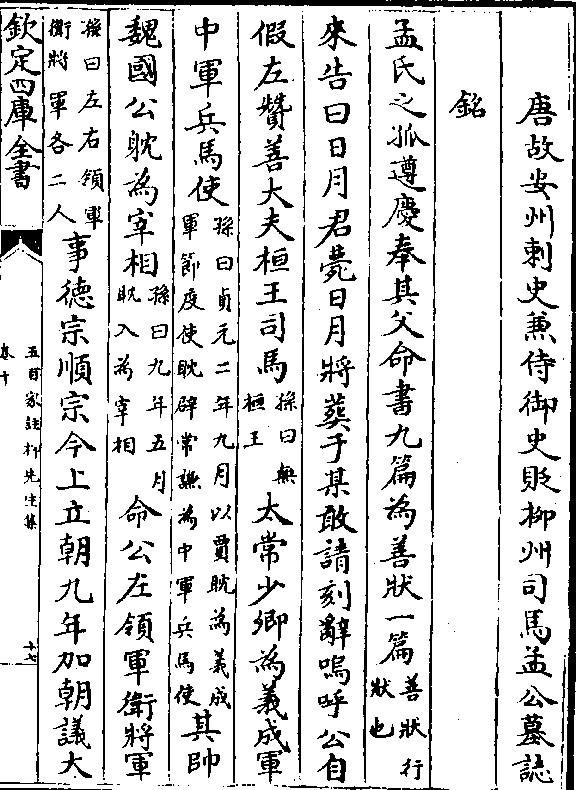 唐故安州刺史兼侍御史貶柳州司馬孟公墓誌
銘
孟氏之孤遵慶奉其父命書九篇為善狀一篇善狀行
狀也
來告曰日月君薨日月將葬于某敢請刻辭嗚呼公自
假左贊善大夫桓王司馬孫曰無
桓王太常少卿為義成軍
中軍兵馬使孫曰貞元二年九月以賈耽為義成
軍節度使耽辟常謙為中軍兵馬使其帥
魏國公耽為宰相孫曰九年五月
耽入為宰相命公左領軍衛將軍
孫曰左右領軍
衛將軍各二人事德宗順宗今上立朝九年加朝議大
欽定四庫全書
五百家註柳先生集
卷十
十七